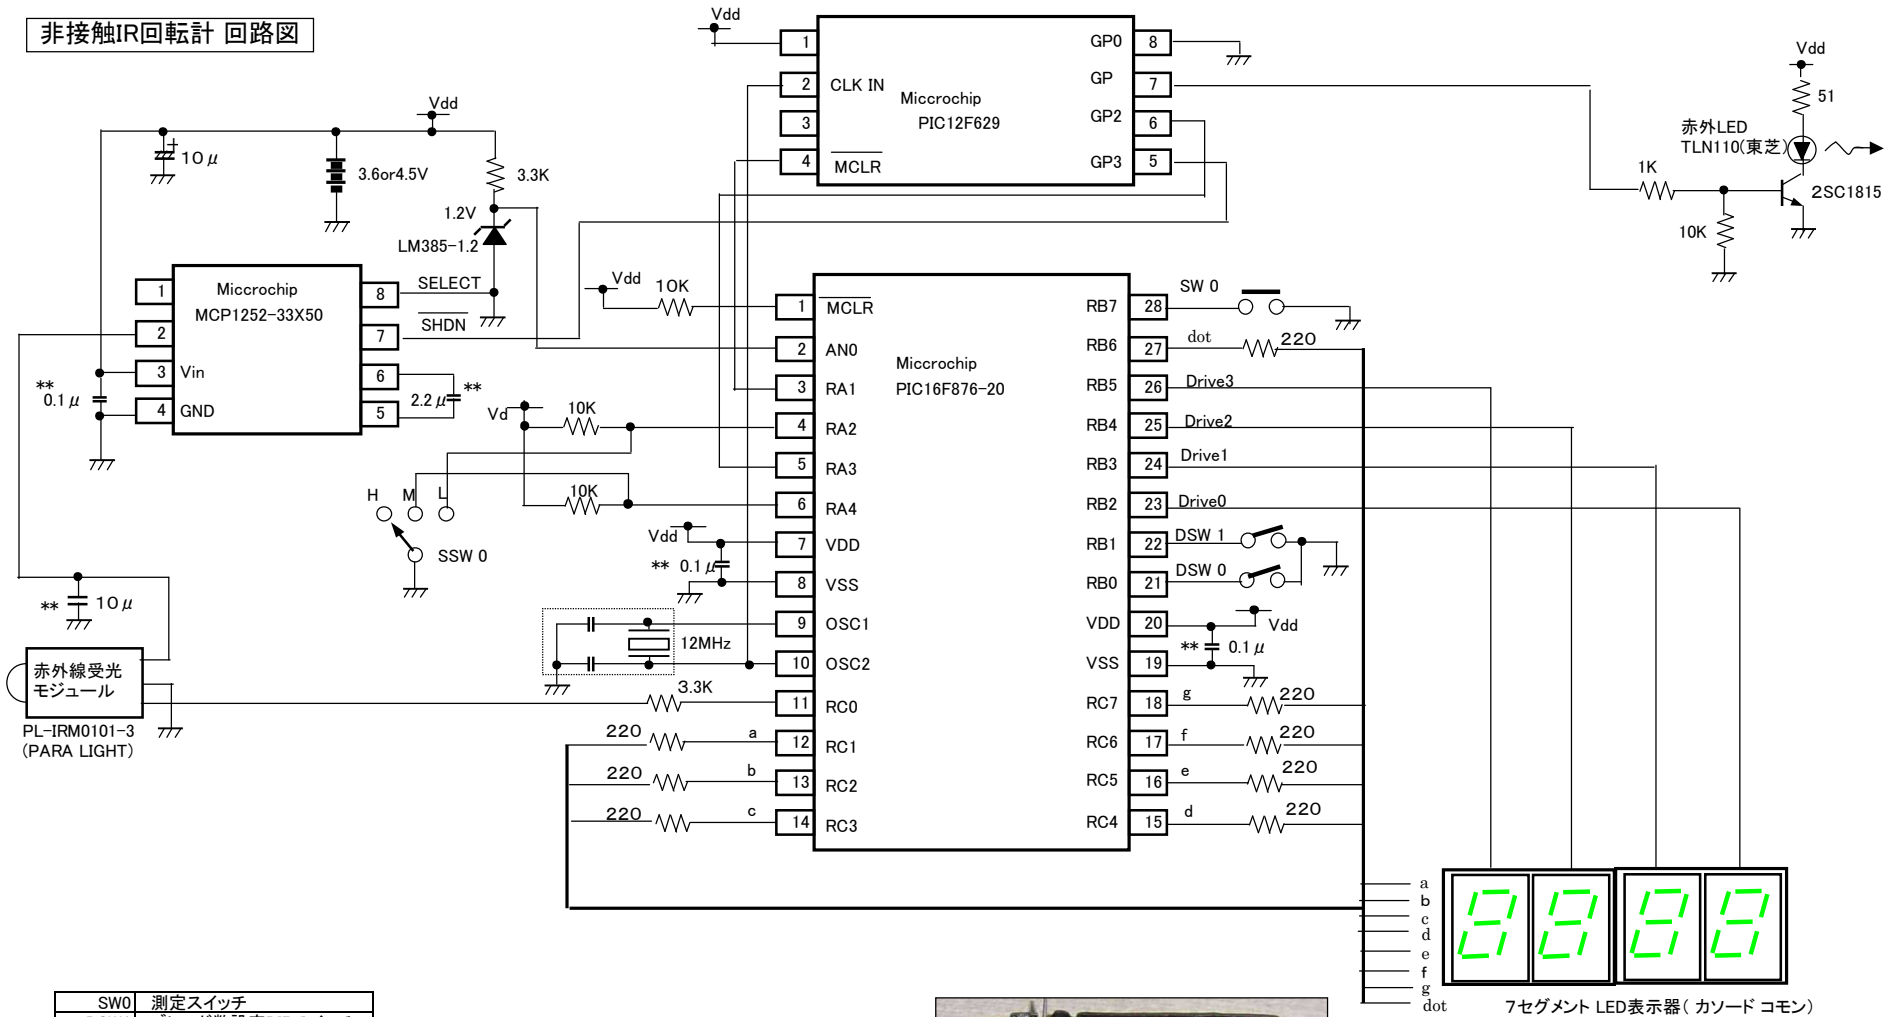 非接触IR回転計 回路図
Vdd
1
2
3
4
CLK IN
MCLR
Miccrochip
PIC12F629
GP0
GP
GP2
GP3
8
7
6
5
Vdd
51
赤外LED
TLN110(東芝)
1K
10K
2SC1815
Vdd
+
10μ
3.6or4.5V
3.3K
1.2V
LM385-1.2
1
2
3
4
Vin
GND
Miccrochip
MCP1252-33X50
8
7
6
5
SELECT
SHDN
**
2.2μ
**
0.1μ
Vdd
10K
Vd
10K
10K
H
M
L
SSW 0
Vdd
** 0.1μ
12MHz
** 10μ
赤外線受光
モジュール
PL-IRM0101-3
(PARA LIGHT)
3.3K
220
a
220
b
220
c
1
MCLR
2
AN0
3
RA1
4
RA2
5
RA3
6
RA4
7
VDD
8
VSS
9
OSC1
10
OSC2
11
RC0
12
RC1
13
RC2
14
RC3
Miccrochip
PIC16F876-20
RB7
28
SW 0
RB6
27
dot
220
RB5
26
Drive3
RB4
25
Drive2
RB3
24
Drive1
RB2
23
Drive0
RB1
22
DSW 1
RB0
21
DSW 0
VDD
20
Vdd
** 0.1μ
VSS
19
RC7
18
g
220
RC6
17
f
220
RC5
16
e
220
RC4
15
d
220
a
b
c
d
e
f
g
dot
8 8 8 8
7セグメント LED表示器( カソード コモン)
SW0 測定スイッチ